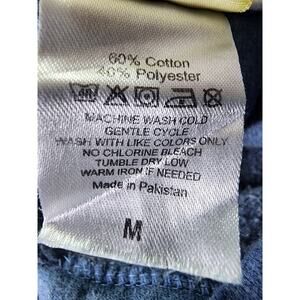 60% Cotton
40% Polyester
MACHINE WASH COLD
GENTLE CYCLE
WASH WITH LIKE COLORS ONLY
NO CHLORINE BLEACH
TUMBLE DRY LOW
WARM IRON IF NEEDED
Made in Pakistan
M